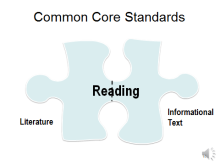 Common Core Standards
Reading
Literature
Informational
Text